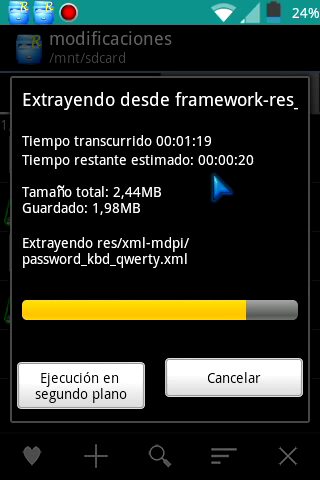 24%
modificaciones
/mnt/sdcard
Extrayendo desde framework-res_
Tiempo transcurrido 00:01:19
Tiempo restante estimado: 00:00:20
Tamaño total: 2,44MB
Guardado: 1,98MB
Extrayendo res/xml-mdpi/
password_kbd_qwerty.xml
Ejecución en
segundo plano
Cancelar